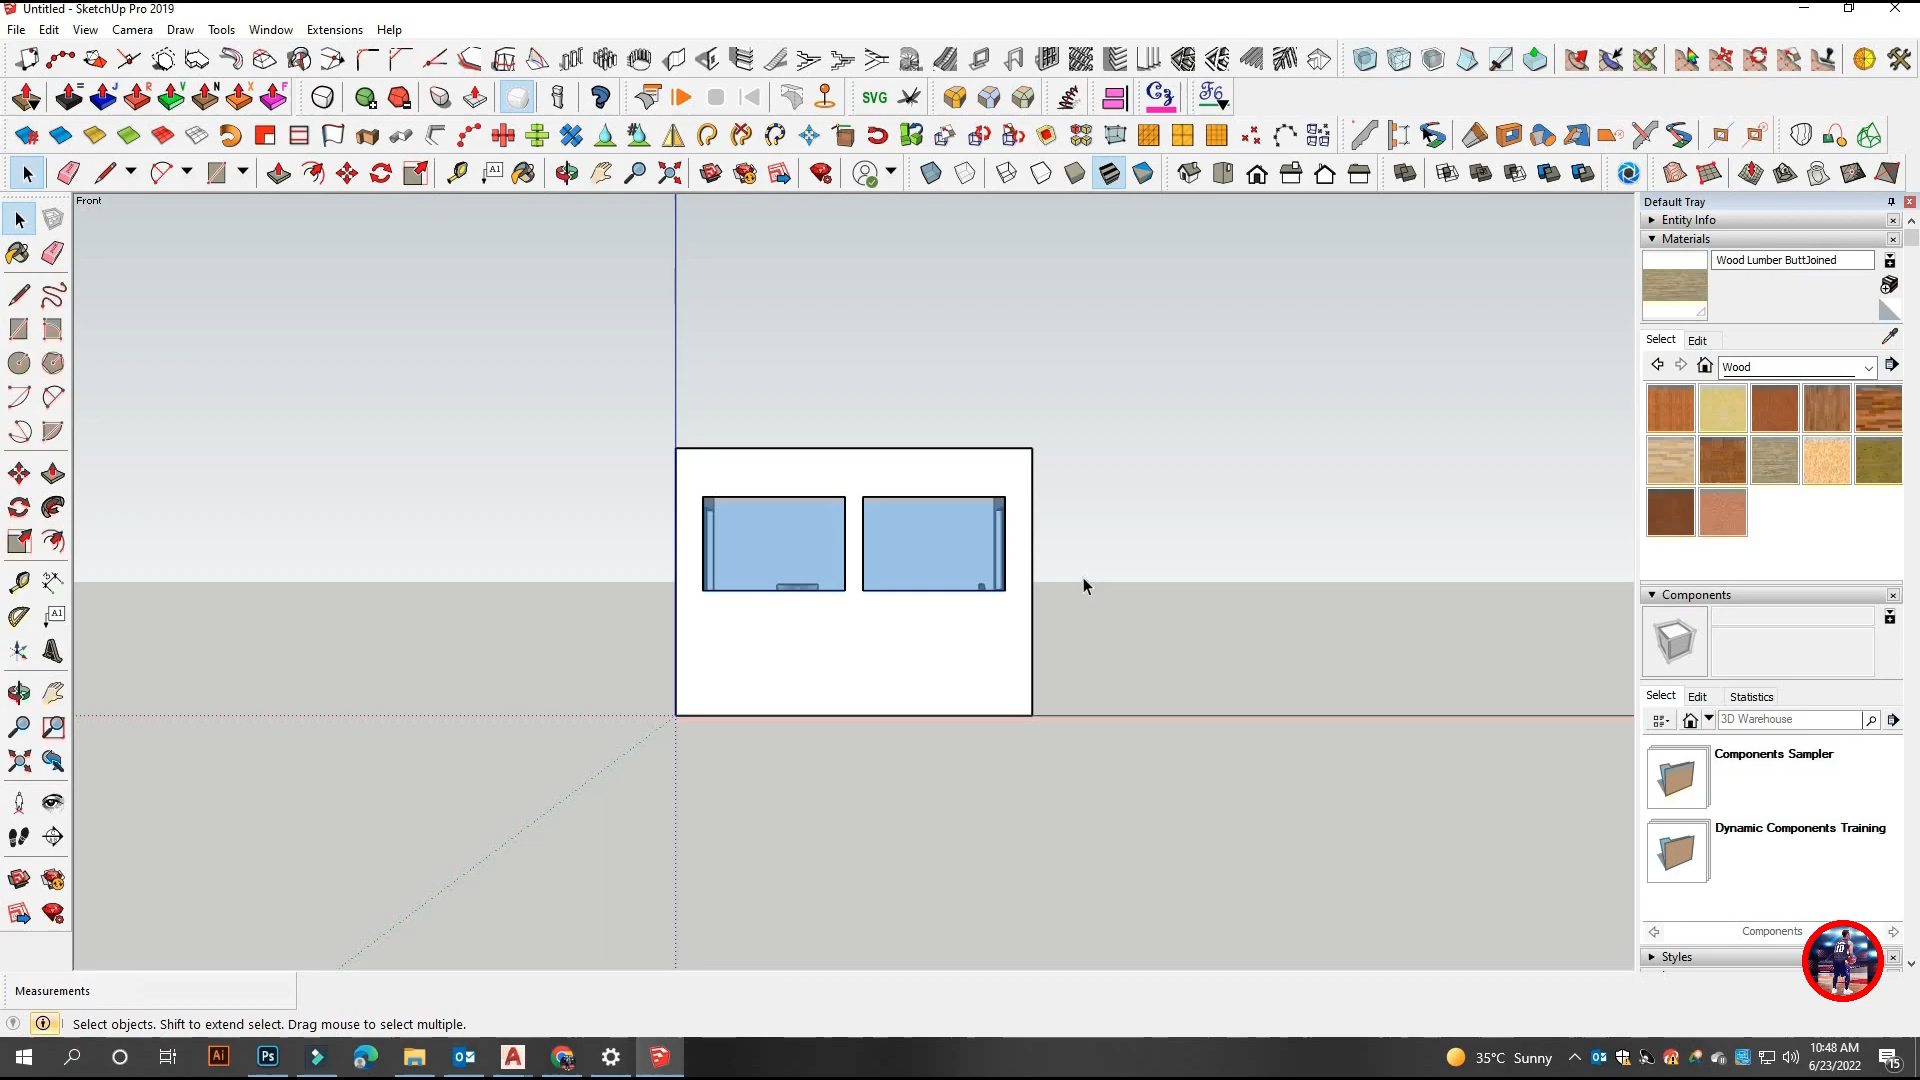 Untitled - SketchUp Pro 2019
File Edit View Camera Draw Tools Window Extensions Help
= J R V N X F
SVG
A1
Front
Default Tray
Entity Info
Materials
Wood Lumber ButtJoined
Select Edit
Wood
A1
Components
Select Edit Statistics
3D Warehouse
Components Sampler
Dynamic Components Training
Components
Styles
Measurements
Select objects. Shift to extend select. Drag mouse to select multiple.
Ai Ps
35°C Sunny
10:48 AM
6/23/2022
15